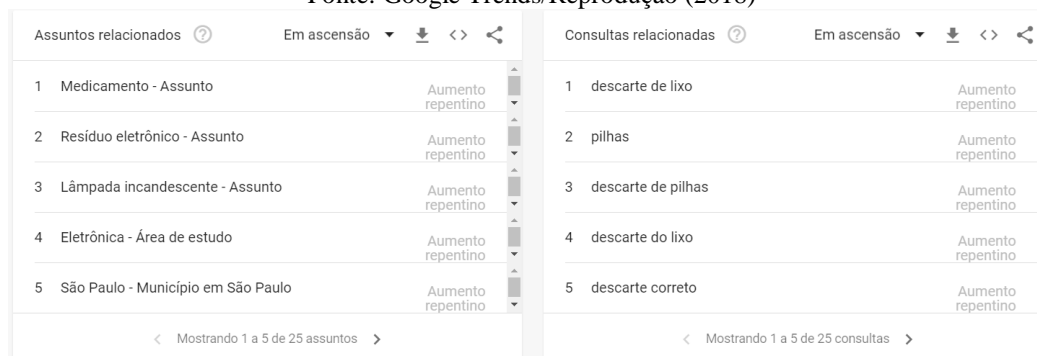 Fonte: Google Trends/Reprodução (2018)
Assuntos relacionados
Em ascensão
1 Medicamento - Assunto
Aumento
repentino
2 Resíduo eletrônico - Assunto
Aumento
repentino
3 Lâmpada incandescente - Assunto
Aumento
repentino
4 Eletrônica - Área de estudo
Aumento
repentino
5 São Paulo - Município em São Paulo
Aumento
repentino
Mostrando 1 a 5 de 25 assuntos
Consultas relacionadas
Em ascensão
1 descarte de lixo
Aumento
repentino
2 pilhas
Aumento
repentino
3 descarte de pilhas
Aumento
repentino
4 descarte do lixo
Aumento
repentino
5 descarte correto
Aumento
repentino
Mostrando 1 a 5 de 25 consultas